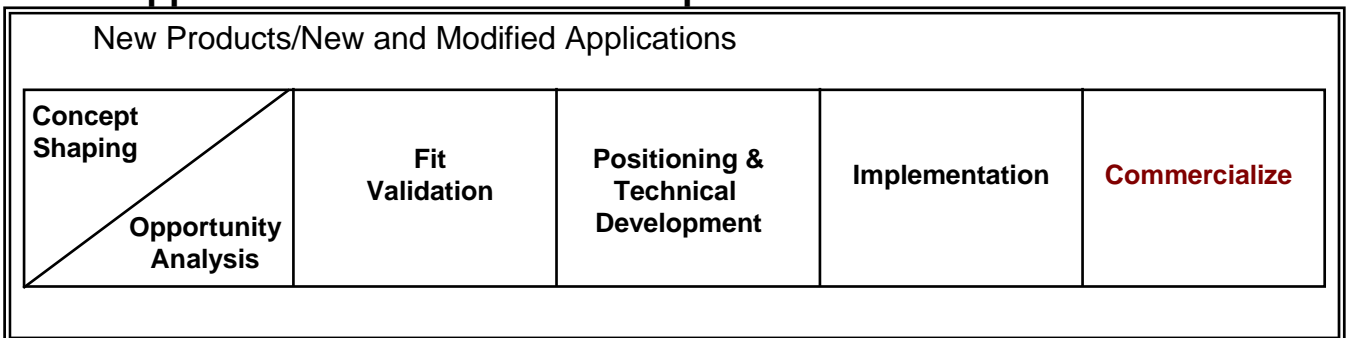 New Products/New and Modified Applications
Concept
Shaping
Opportunity
Analysis
Fit
Validation
Positioning &
Technical
Development
Implementation
Commercialize